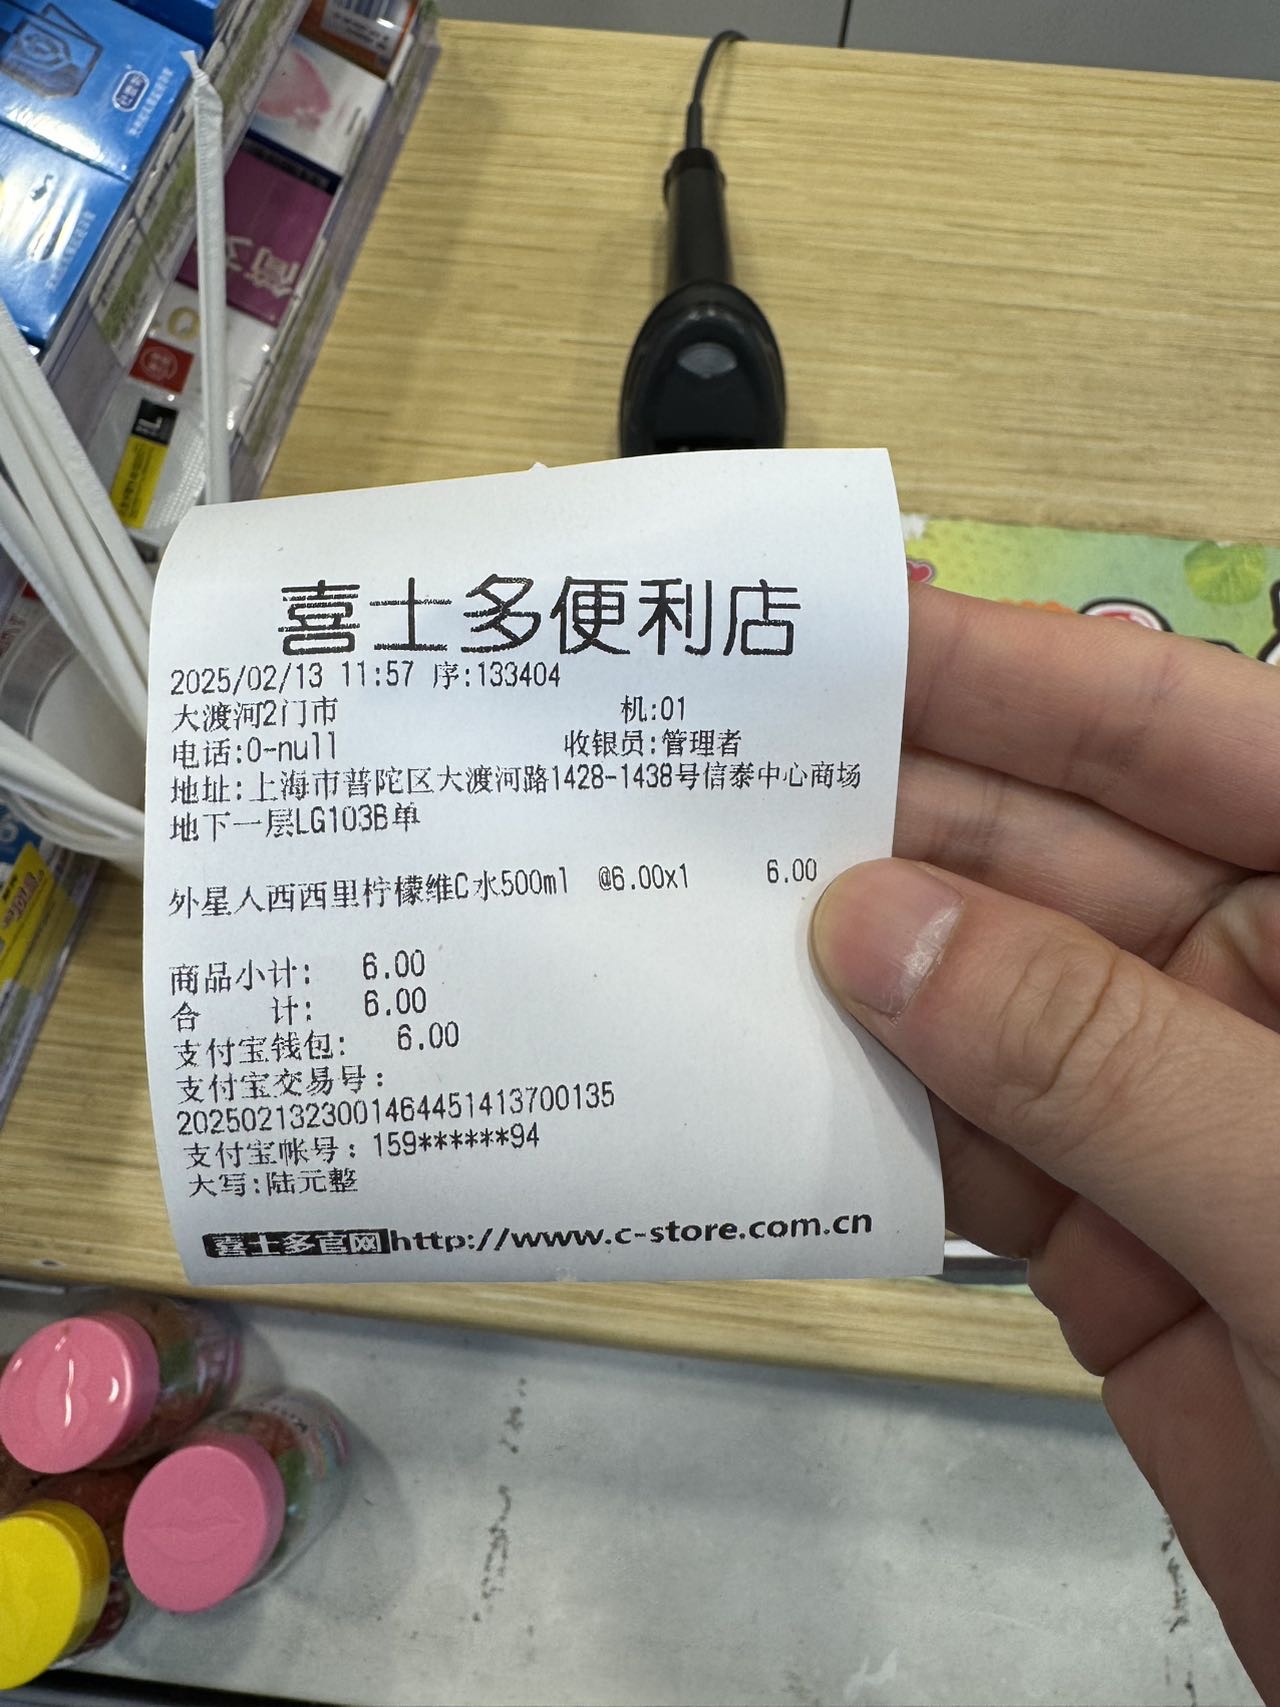 喜士多便利店
2025/02/13 11:57 序:133404
大渡河2门市 机:01
电话:0-null 收银员:管理者
地址:上海市普陀区大渡河路1428-1438号信泰中心商场
地下一层LG103B单
外星人西西里柠檬维C水500ml @6.00x1 6.00
商品小计: 6.00
合 计: 6.00
支付宝钱包: 6.00
支付宝交易号:
2025021323001464451413700135
支付宝帐号: 159******94
大写:陆元整
喜士多官网http://www.c-store.com.cn